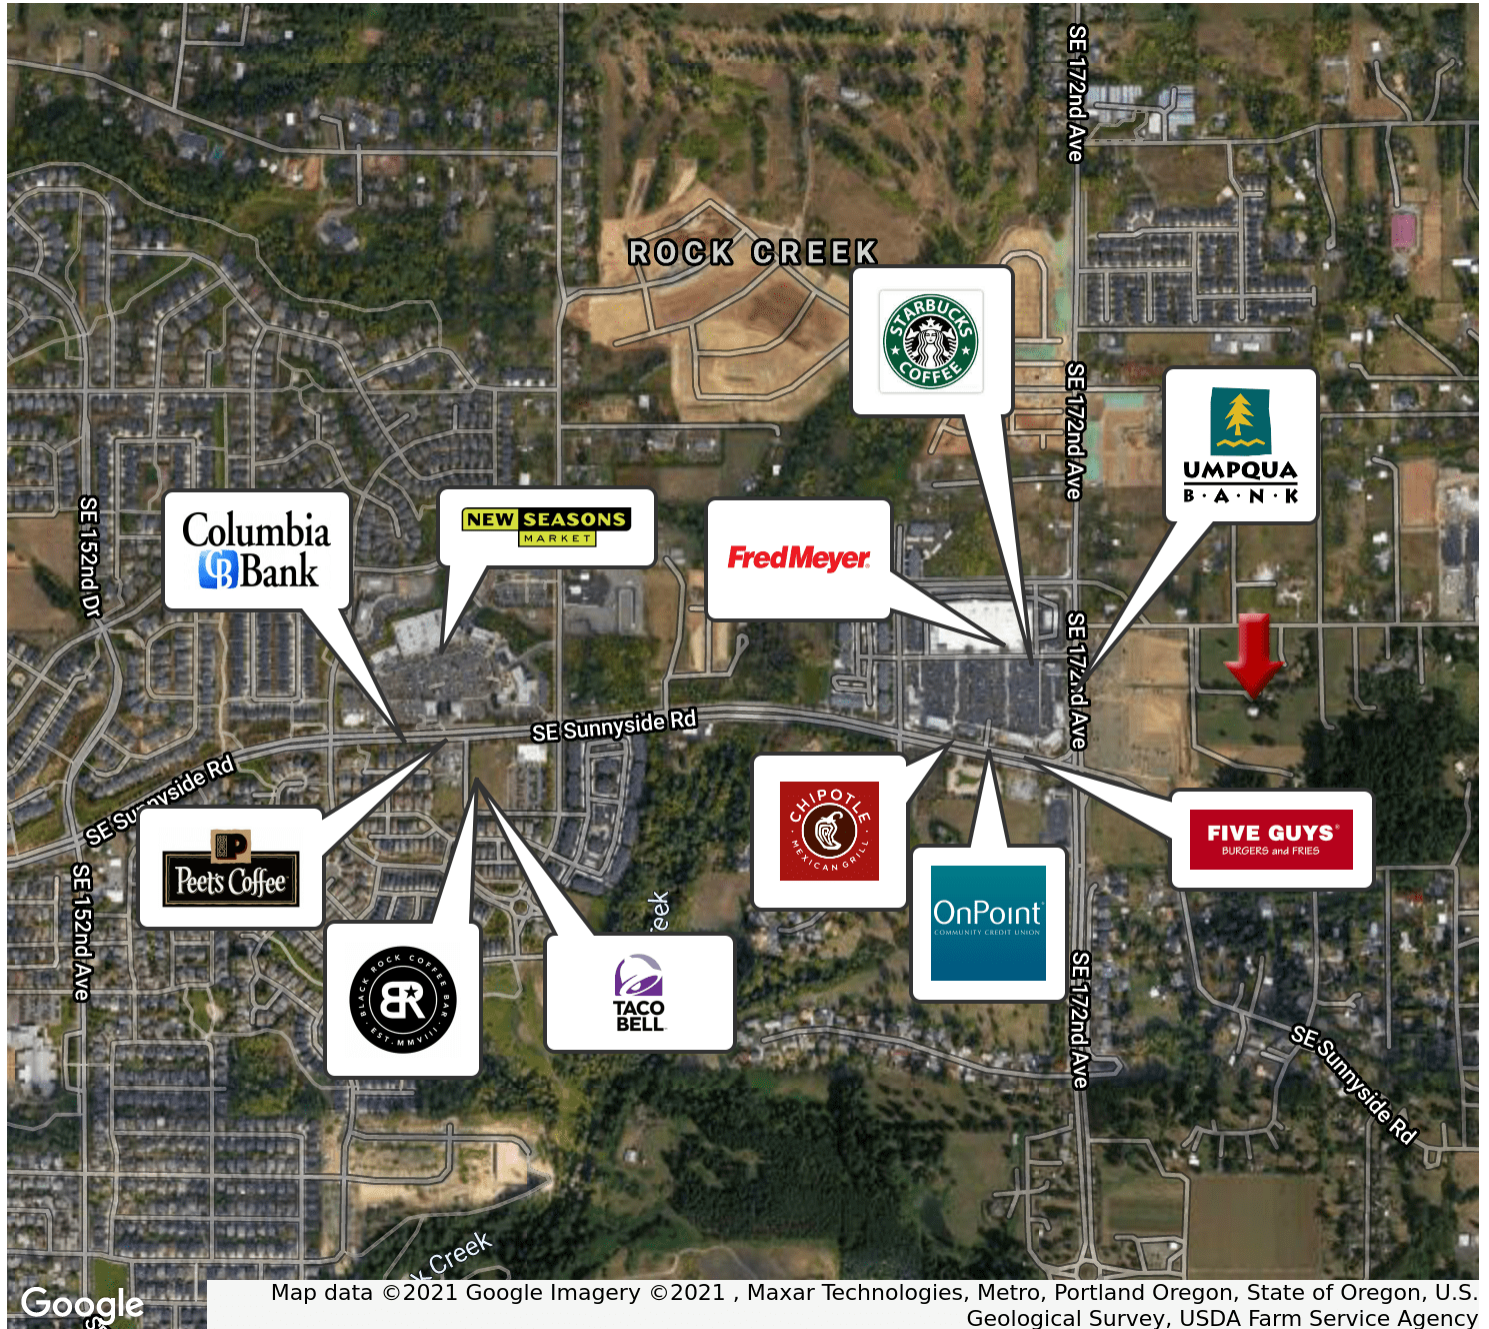 SE 172nd Ave
ROCK CREEK
STARBUCKS
COFFEE
SE 172nd Ave
UMPQUA
B·A·N·K
SE 152nd Dr
Columbia
CB Bank
NEW SEASONS
MARKET
FredMeyer
SE 172nd Ave
SE Sunnyside Rd
SE Sunnyside Rd
CHIPOTLE
MEXICAN GRILL
FIVE GUYS
BURGERS and FRIES
P
Peet's Coffee
SE 152nd Ave
OnPoint
COMMUNITY CREDIT UNION
BLACK ROCK COFFEE BAR
BR
EST. MMVIII
TACO
BELL
SE 172nd Ave
SE Sunnyside Rd
Creek
Google
Map data ©2021 Google Imagery ©2021 , Maxar Technologies, Metro, Portland Oregon, State of Oregon, U.S.
Geological Survey, USDA Farm Service Agency